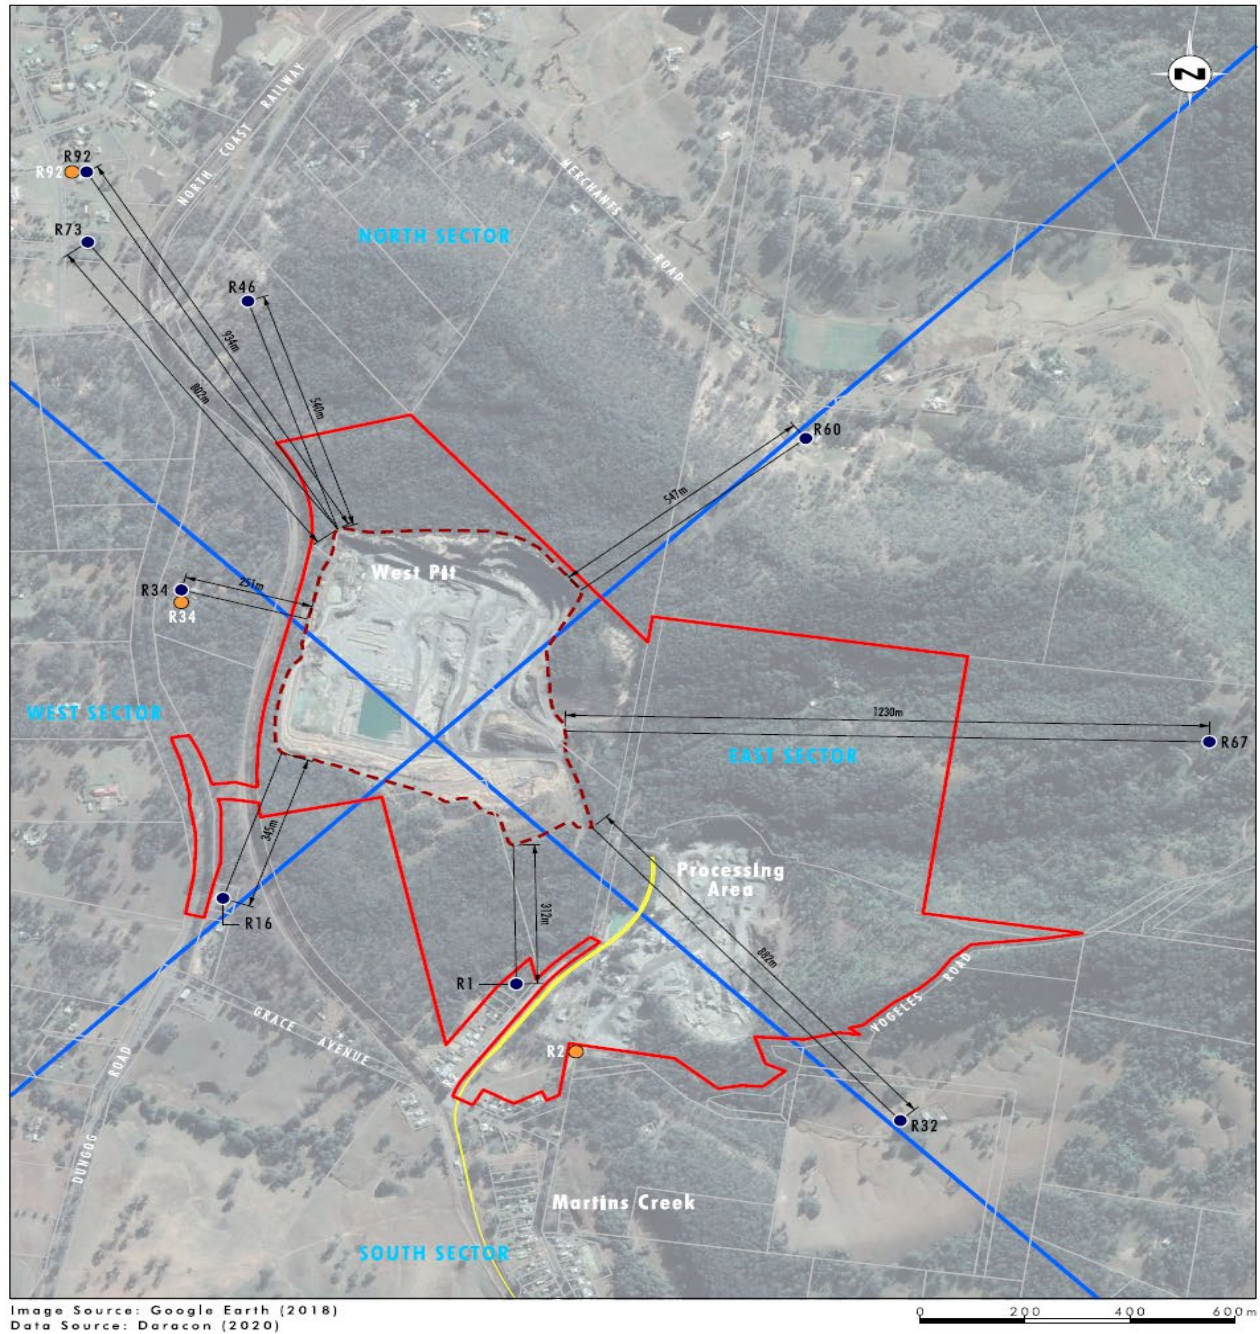 N
NORTH COAST RAILWAY
MERCHANTS ROAD
R92
R92
R73
NORTH SECTOR
R46
934m
802m
540m
R60
547m
West Pit
251m
R34
R34
WEST SECTOR
1230m
EAST SECTOR
R67
345m
Processing
Area
R16
312m
882m
R1
VOGELES ROAD
GRACE AVENUE
R2
DUNGOG ROAD
R32
Martins Creek
SOUTH SECTOR
Image Source: Google Earth (2018)
Data Source: Daracon (2020)
0 200 400 600m